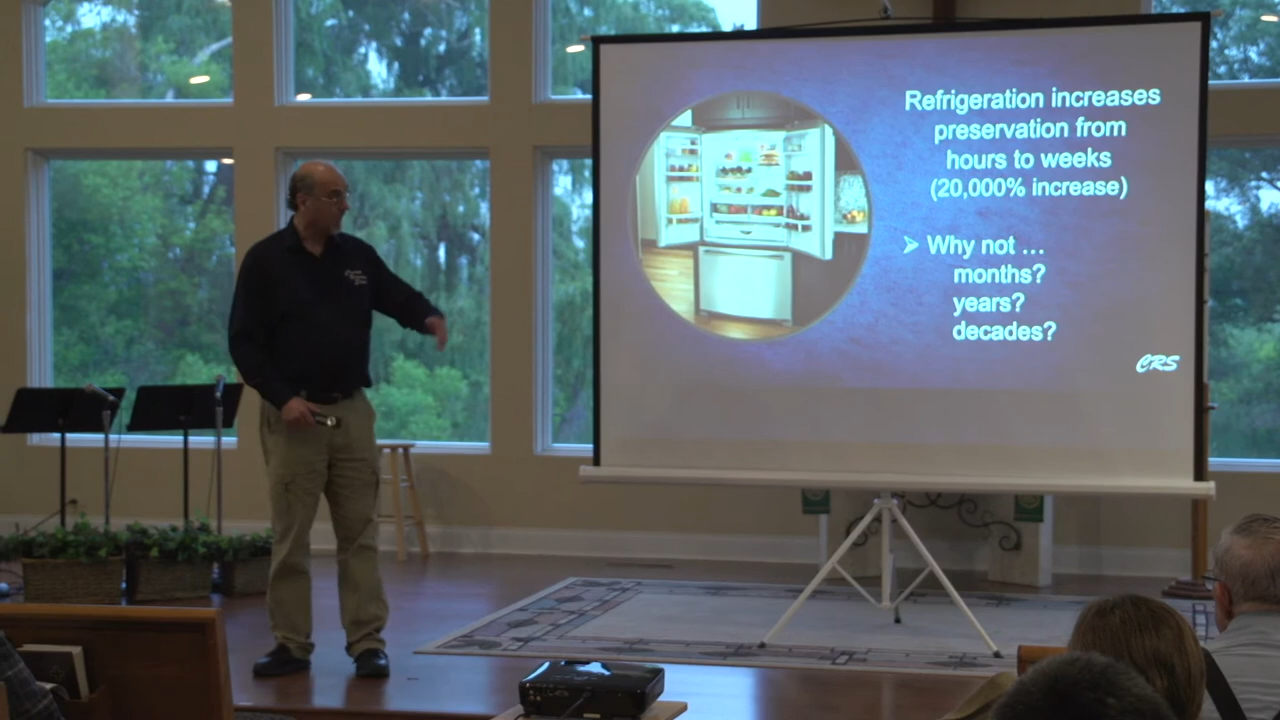 Refrigeration increases
preservation from
hours to weeks
(20,000% increase)
➢ Why not ...
months?
years?
decades?
CRS